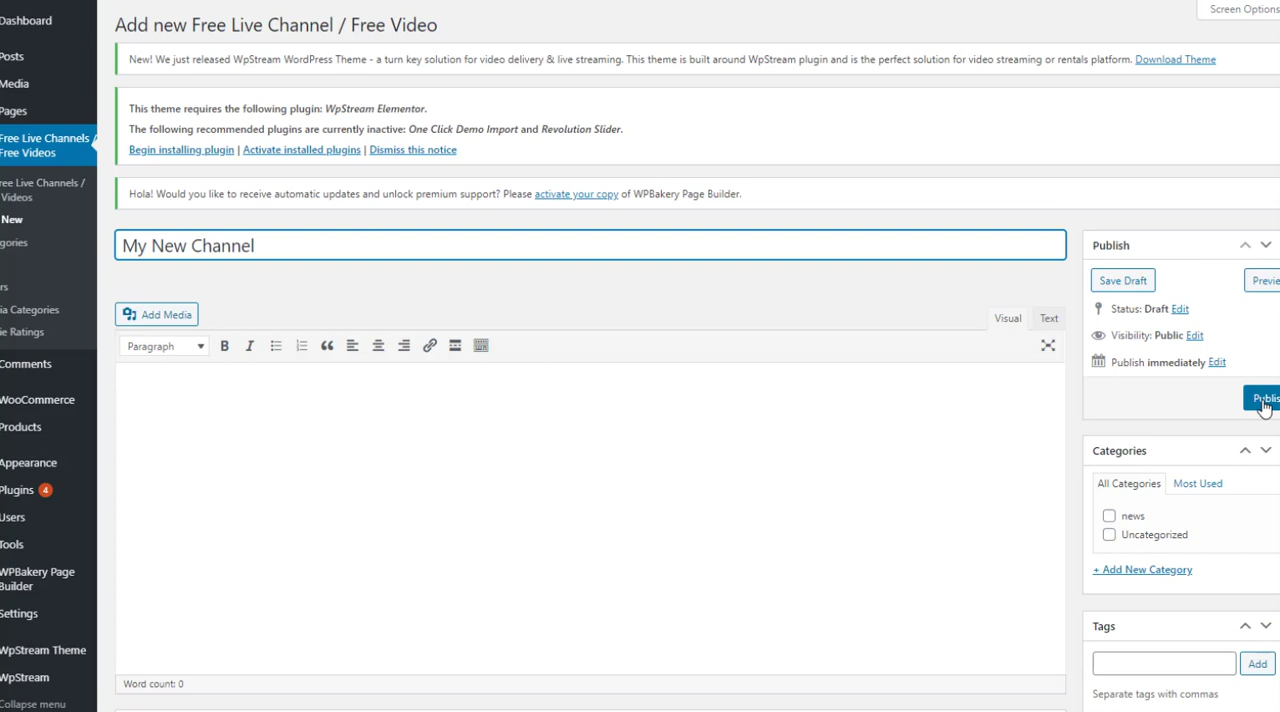 Dashboard
Posts
Media
Pages
Free Live Channels /
Free Videos
ree Live Channels /
Videos
New
gories
rs
ia Categories
ie Ratings
Comments
WooCommerce
Products
Appearance
Plugins 4
Users
Tools
WPBakery Page
Builder
Settings
WpStream Theme
WpStream
Collapse menu
Screen Options
Add new Free Live Channel / Free Video
New! We just released WpStream WordPress Theme - a turn key solution for video delivery & live streaming. This theme is built around WpStream plugin and is the perfect solution for video streaming or rentals platform. Download Theme
This theme requires the following plugin: WpStream Elementor.
The following recommended plugins are currently inactive: One Click Demo Import and Revolution Slider.
Begin installing plugin | Activate installed plugins | Dismiss this notice
Hola! Would you like to receive automatic updates and unlock premium support? Please activate your copy of WPBakery Page Builder.
My New Channel
Add Media
Visual Text
Paragraph B I
Word count: 0
Publish
Save Draft Previe
Status: Draft Edit
Visibility: Public Edit
Publish immediately Edit
Publis
Categories
All Categories Most Used
news
Uncategorized
+ Add New Category
Tags
Add
Separate tags with commas